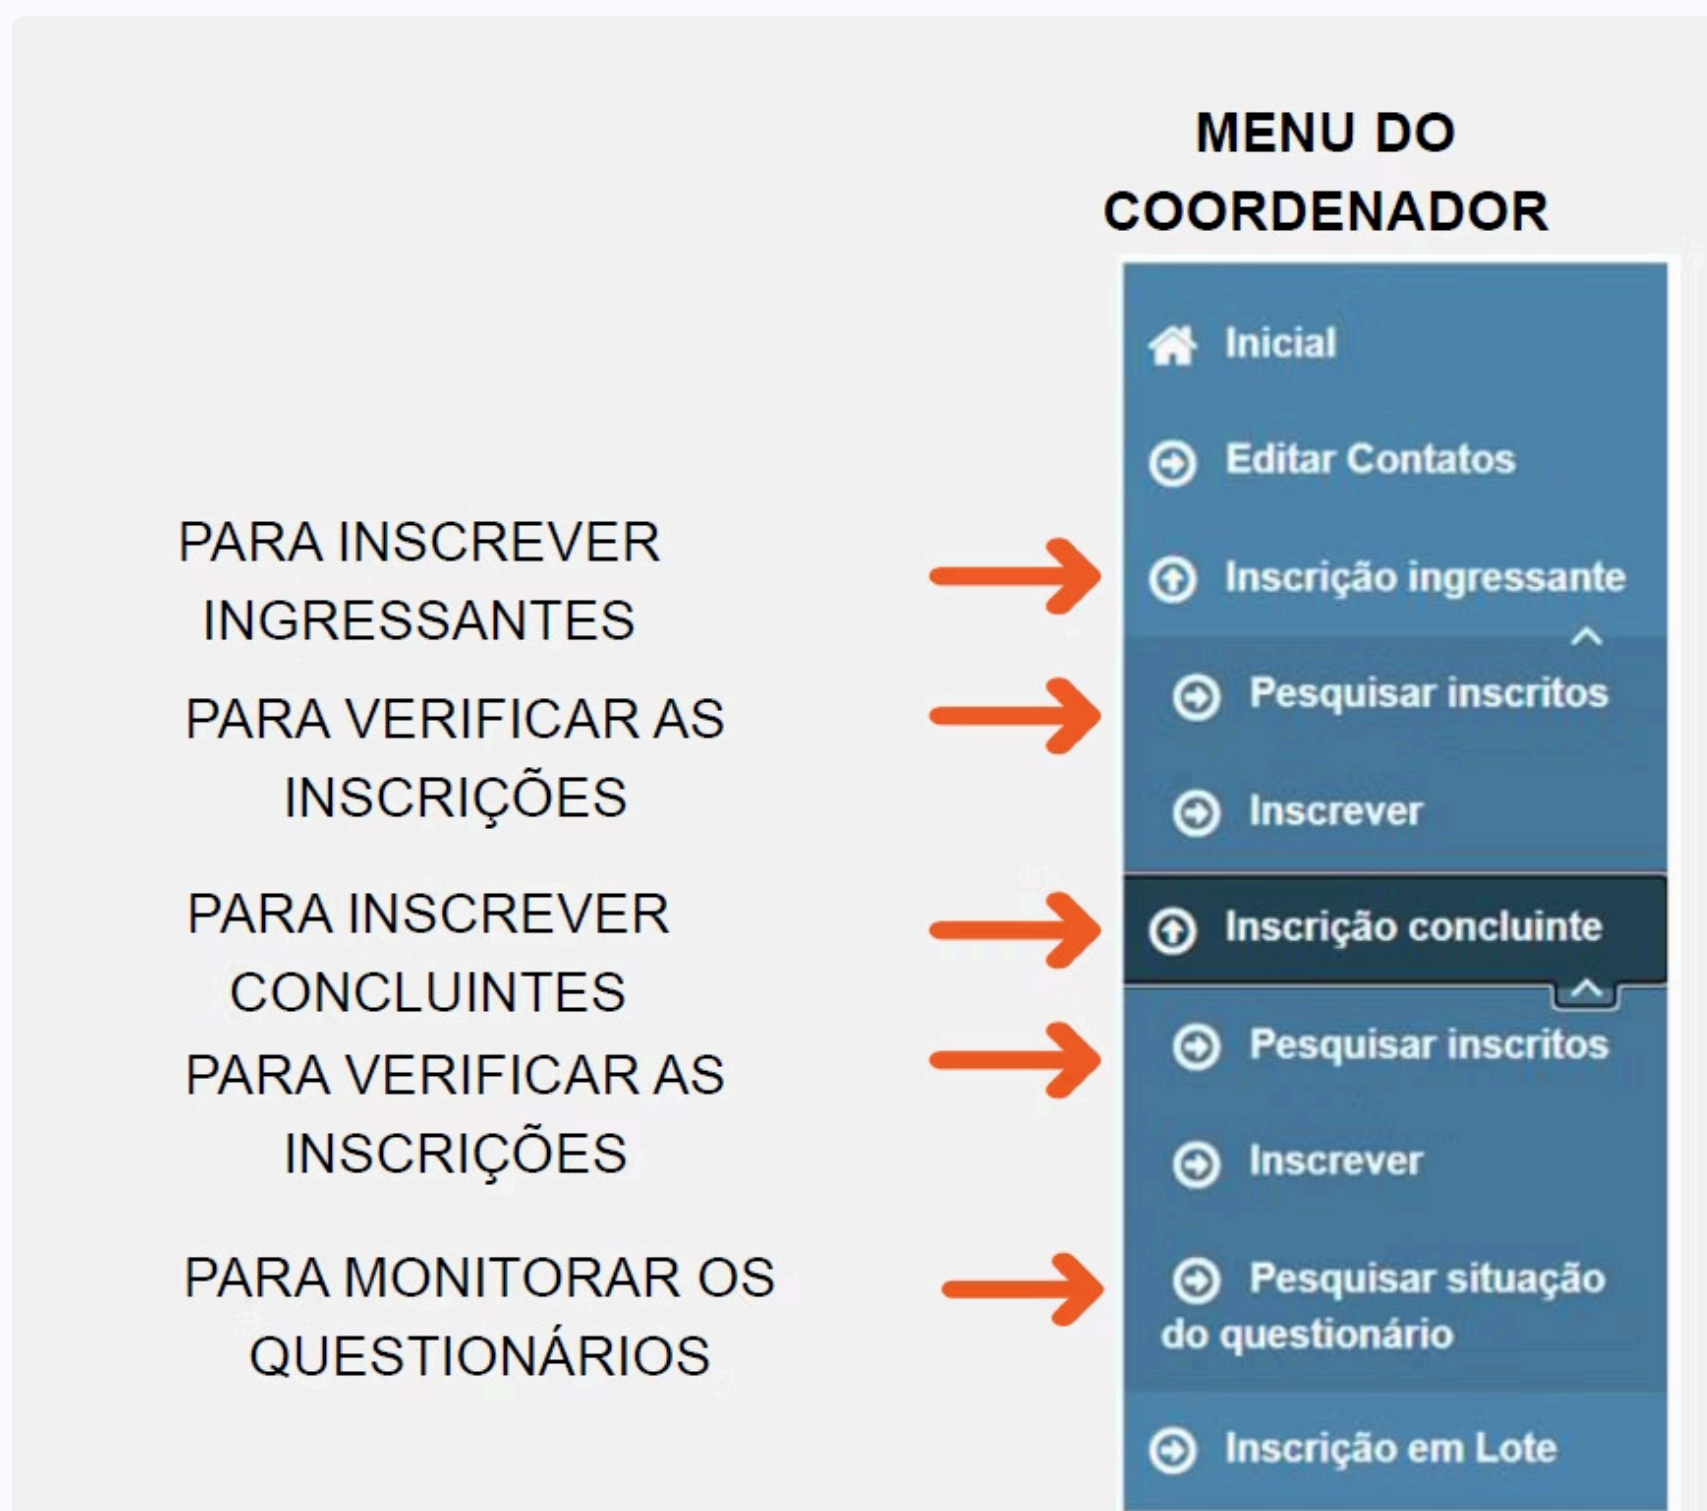 MENU DO
COORDENADOR
Inicial
Editar Contatos
PARA INSCREVER
INGRESSANTES
Inscrição ingressante
PARA VERIFICAR AS
INSCRIÇÕES
Pesquisar inscritos
Inscrever
PARA INSCREVER
CONCLUINTES
Inscrição concluinte
PARA VERIFICAR AS
INSCRIÇÕES
Pesquisar inscritos
Inscrever
PARA MONITORAR OS
QUESTIONÁRIOS
Pesquisar situação
do questionário
Inscrição em Lote